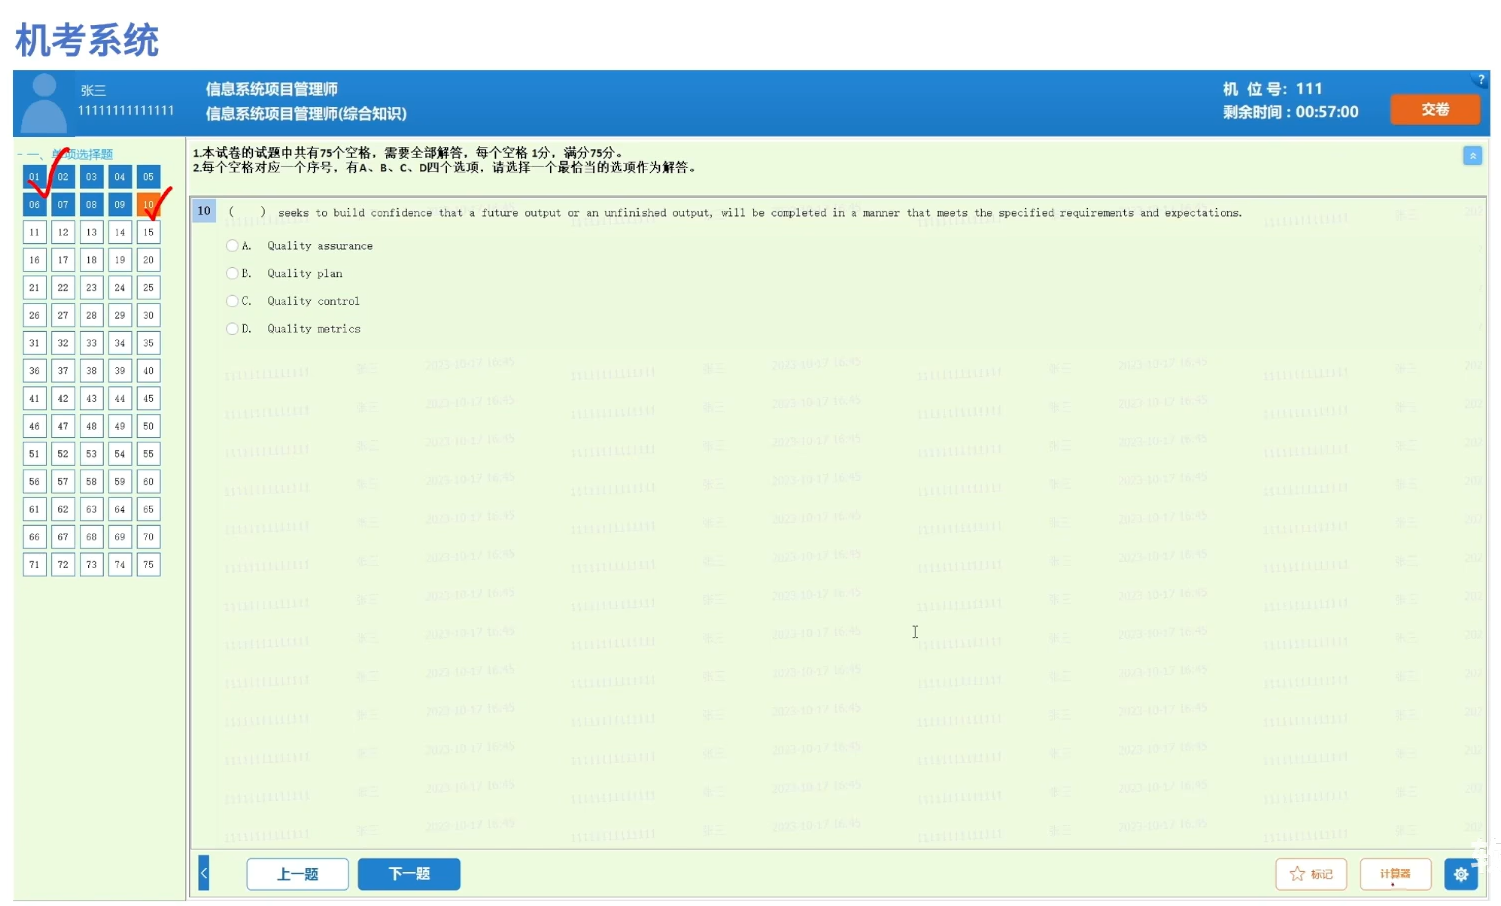 机考系统
张三
11111111111111
信息系统项目管理师
信息系统项目管理师(综合知识)
机 位 号: 111
剩余时间 : 00:57:00
交卷
?
- 一、单项选择题
01 02 03 04 05
06 07 08 09 10
11 12 13 14 15
16 17 18 19 20
21 22 23 24 25
26 27 28 29 30
31 32 33 34 35
36 37 38 39 40
41 42 43 44 45
46 47 48 49 50
51 52 53 54 55
56 57 58 59 60
61 62 63 64 65
66 67 68 69 70
71 72 73 74 75
1.本试卷的试题中共有75个空格，需要全部解答，每个空格 1分，满分75分。
2.每个空格对应一个序号，有A、B、C、D四个选项，请选择一个最恰当的选项作为解答。
10 ( ) seeks to build confidence that a future output or an unfinished output, will be completed in a manner that meets the specified requirements and expectations.
A. Quality assurance
B. Quality plan
C. Quality control
D. Quality metrics
上一题
下一题
标记
计算器